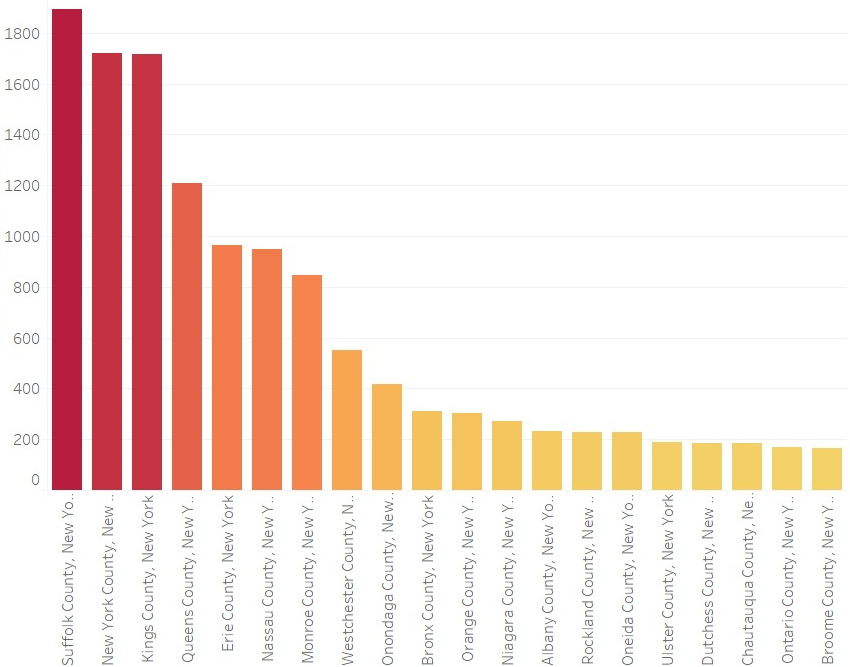 1800
1600
1400
1200
1000
800
600
400
200
0
Suffolk County, New Yo..
New York County, New ..
Kings County, New York
Queens County, New Y..
Erie County, New York
Nassau County, New Y..
Monroe County, New Y..
Westchester County, N..
Onondaga County, New..
Bronx County, New York
Orange County, New Y..
Niagara County, New Y..
Albany County, New Yo..
Rockland County, New ..
Oneida County, New Yo..
Ulster County, New York
Dutchess County, New ..
Chautauqua County, Ne..
Ontario County, New Y..
Broome County, New Y..